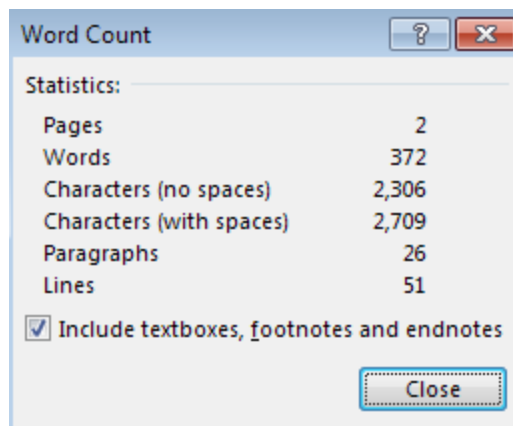 Word Count ?
Statistics:
Pages 2
Words 372
Characters (no spaces) 2,306
Characters (with spaces) 2,709
Paragraphs 26
Lines 51
Include textboxes, footnotes and endnotes
Close